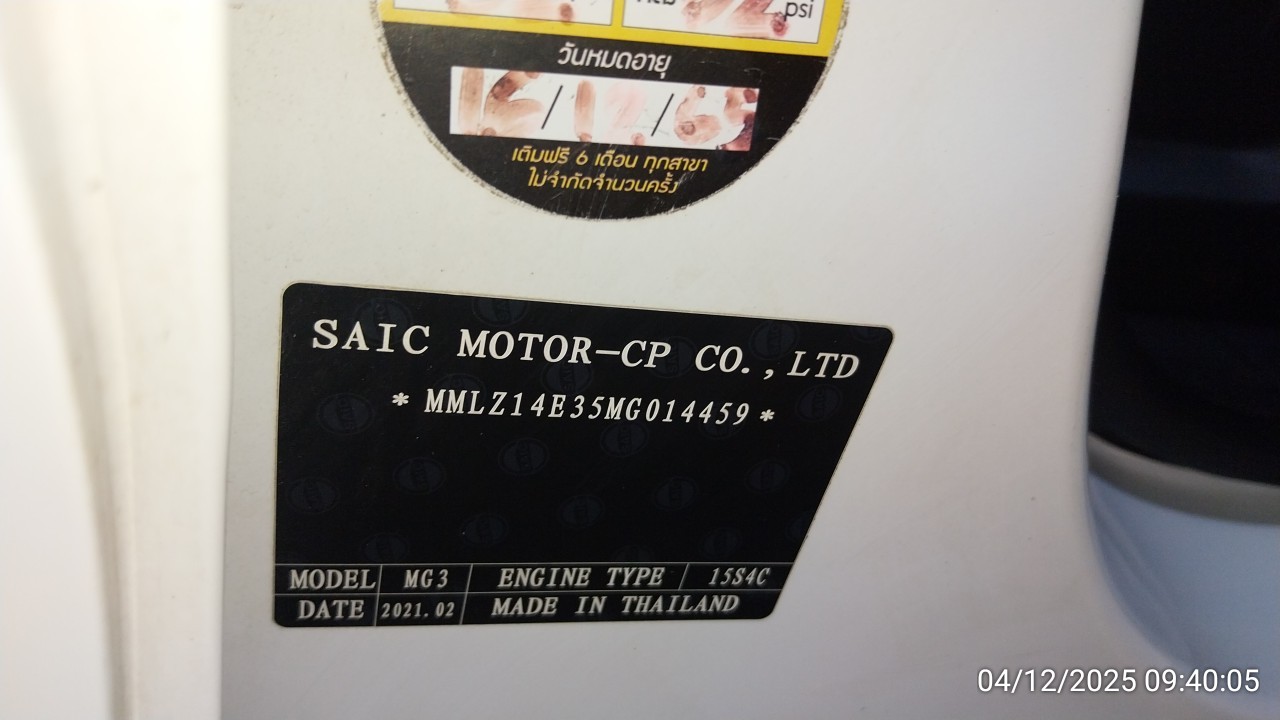 psi
วันหมดอายุ
เติมฟรี 6 เดือน ทุกสาขา
ไม่จำกัดจำนวนครั้ง
SAIC MOTOR-CP CO.,LTD
* MMLZ14E35MG014459 *
MODEL MG3 ENGINE TYPE 15S4C
DATE 2021.02 MADE IN THAILAND
04/12/2025 09:40:05